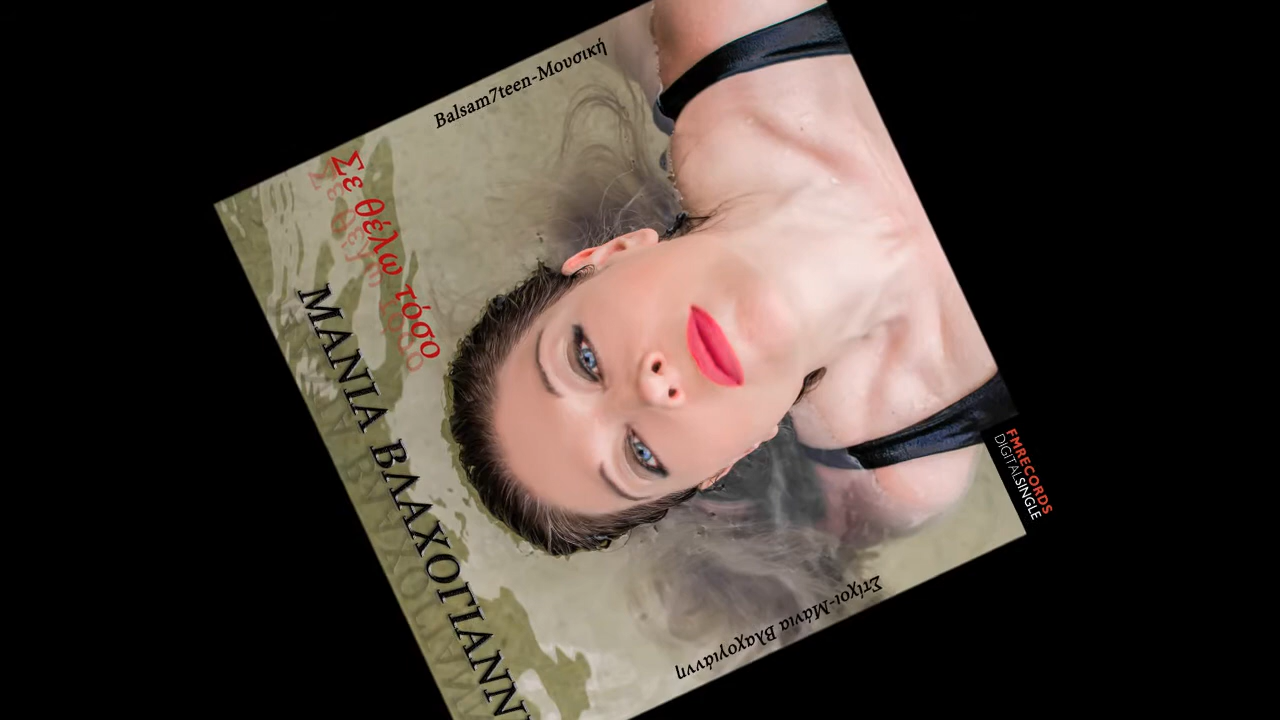 Balsam7teen-Μουσική
Σε θέλω τόσο
ΜΑΝΙΑ ΒΛΑΧΟΓΙΑΝΝ
FMRECORDS
DIGITALSINGLE
Στίχοι-Μάνια Βλαχογιάννη